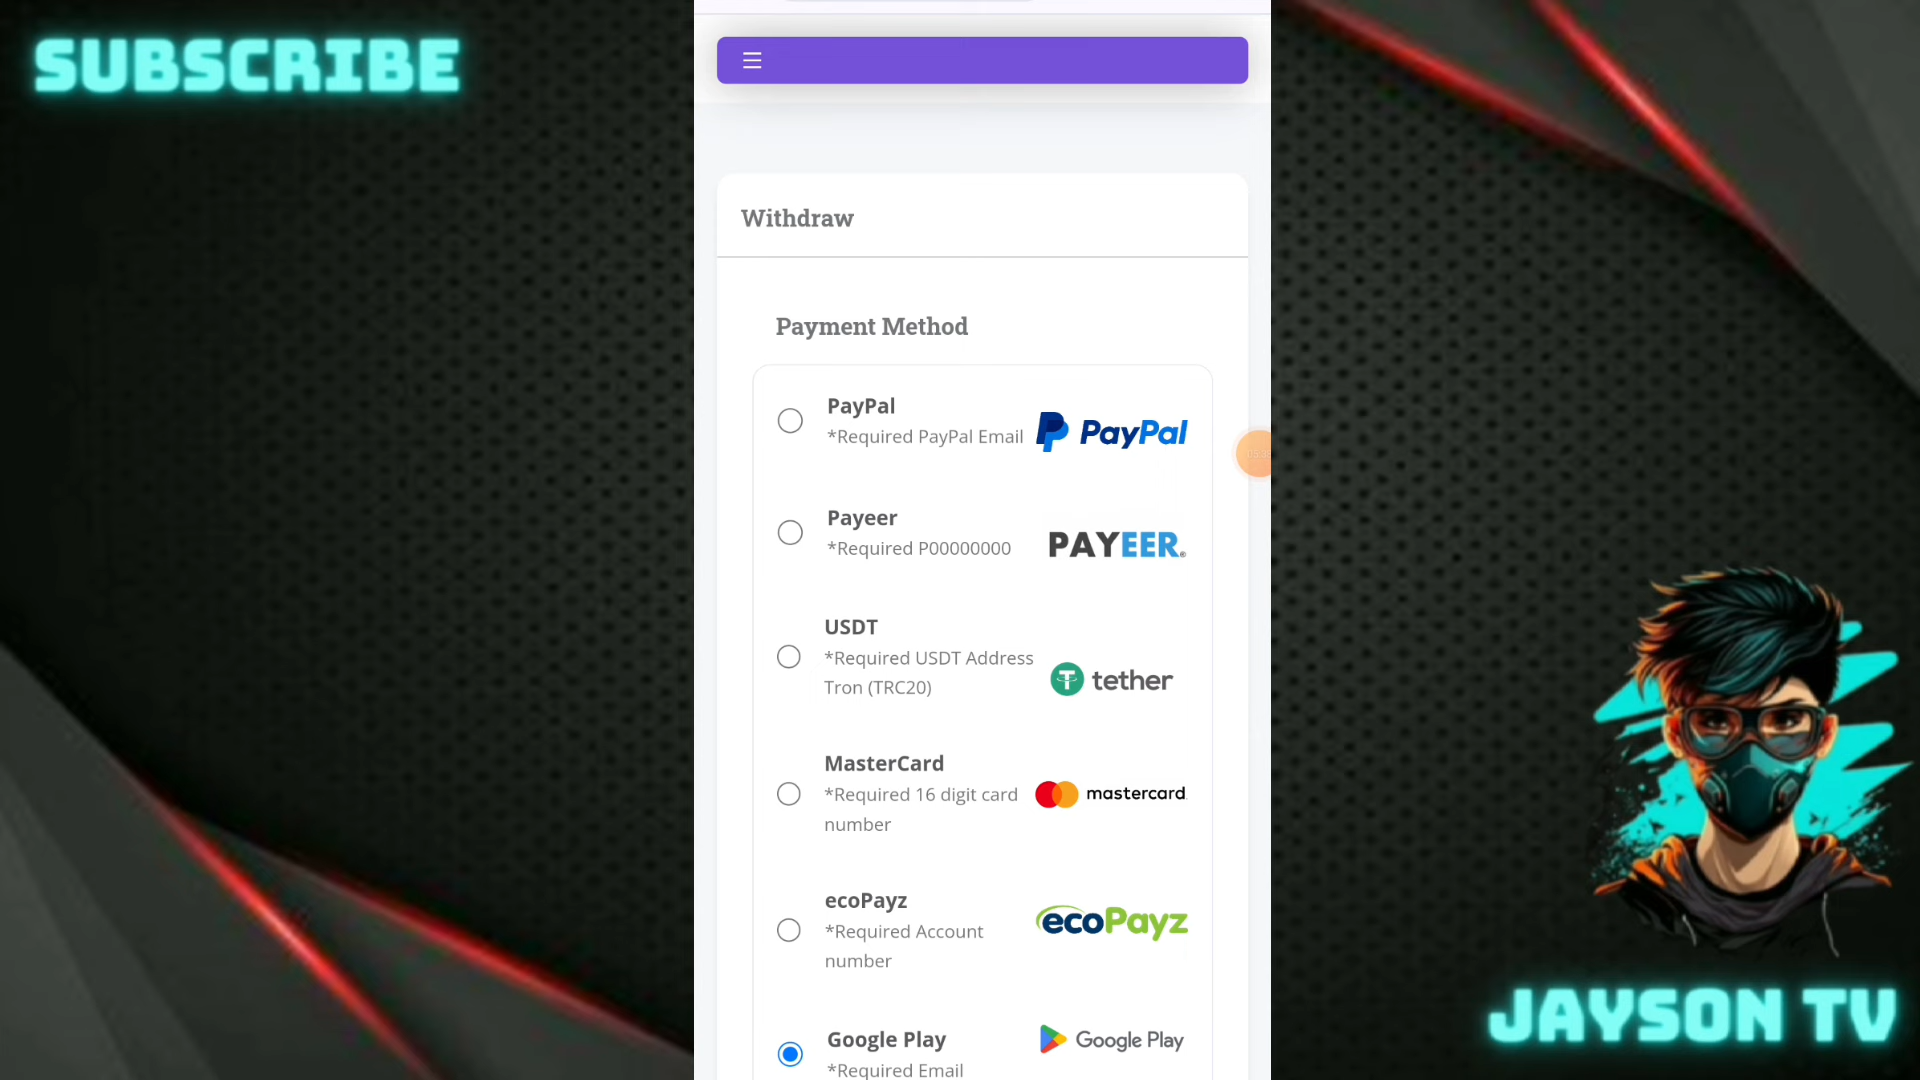 SUBSCRIBE
Withdraw
Payment Method
PayPal
*Required PayPal Email
PayPal
Payeer
*Required P00000000
PAYEER
USDT
*Required USDT Address
Tron (TRC20)
tether
MasterCard
*Required 16 digit card
number
mastercard
ecoPayz
*Required Account
number
ecoPayz
Google Play
*Required Email
Google Play
JAYSON TV